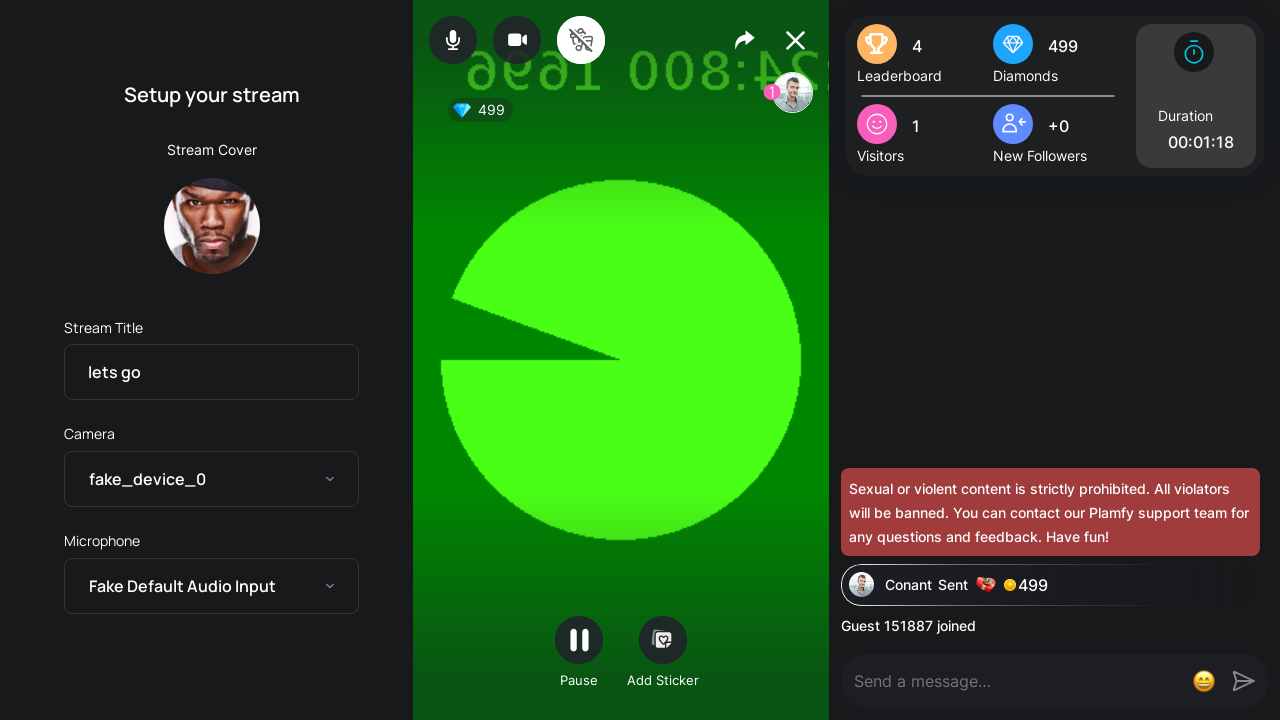 Setup your stream
Stream Cover
Stream Title
lets go
Camera
fake_device_0
Microphone
Fake Default Audio Input
:24:800 1696
499
1
Pause
Add Sticker
4
Leaderboard
499
Diamonds
1
Visitors
+0
New Followers
Duration
00:01:18
Sexual or violent content is strictly prohibited. All violators
will be banned. You can contact our Plamfy support team for
any questions and feedback. Have fun!
Conant Sent 499
Guest 151887 joined
Send a message...